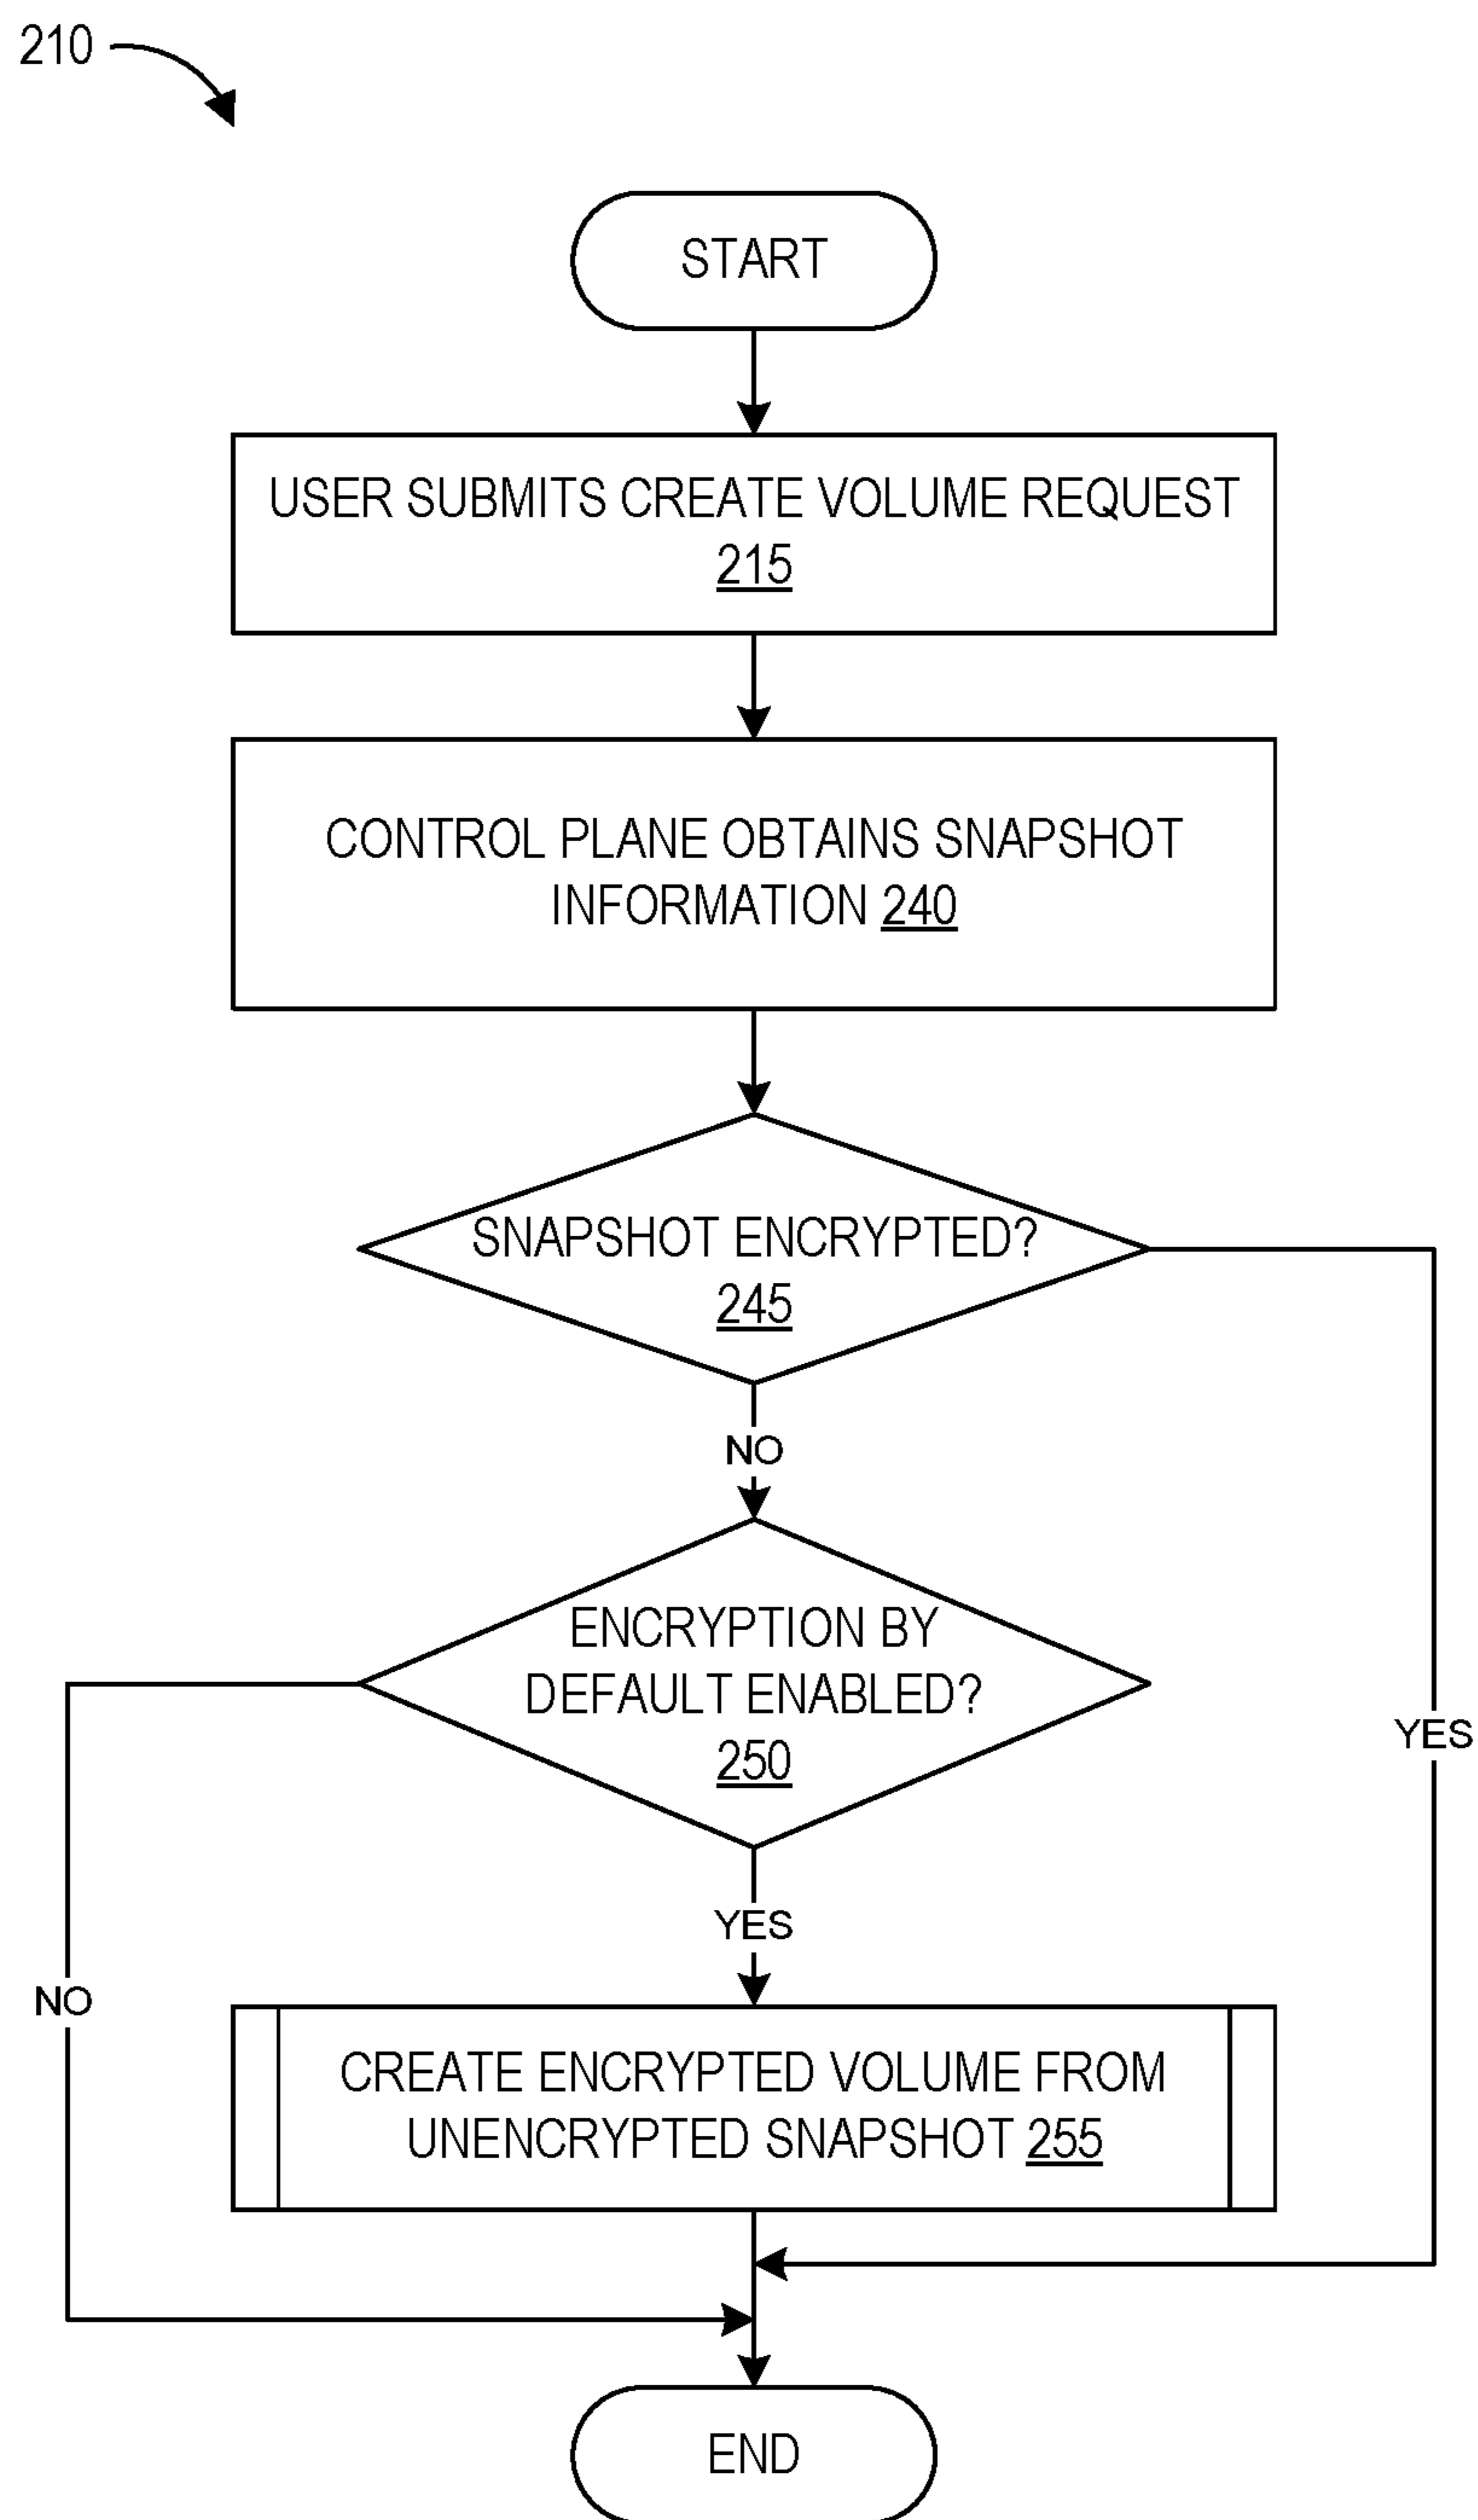 210
START
USER SUBMITS CREATE VOLUME REQUEST
215
CONTROL PLANE OBTAINS SNAPSHOT
INFORMATION 240
SNAPSHOT ENCRYPTED?
245
NO
ENCRYPTION BY
DEFAULT ENABLED?
250
YES
YES
NO
CREATE ENCRYPTED VOLUME FROM
UNENCRYPTED SNAPSHOT 255
END